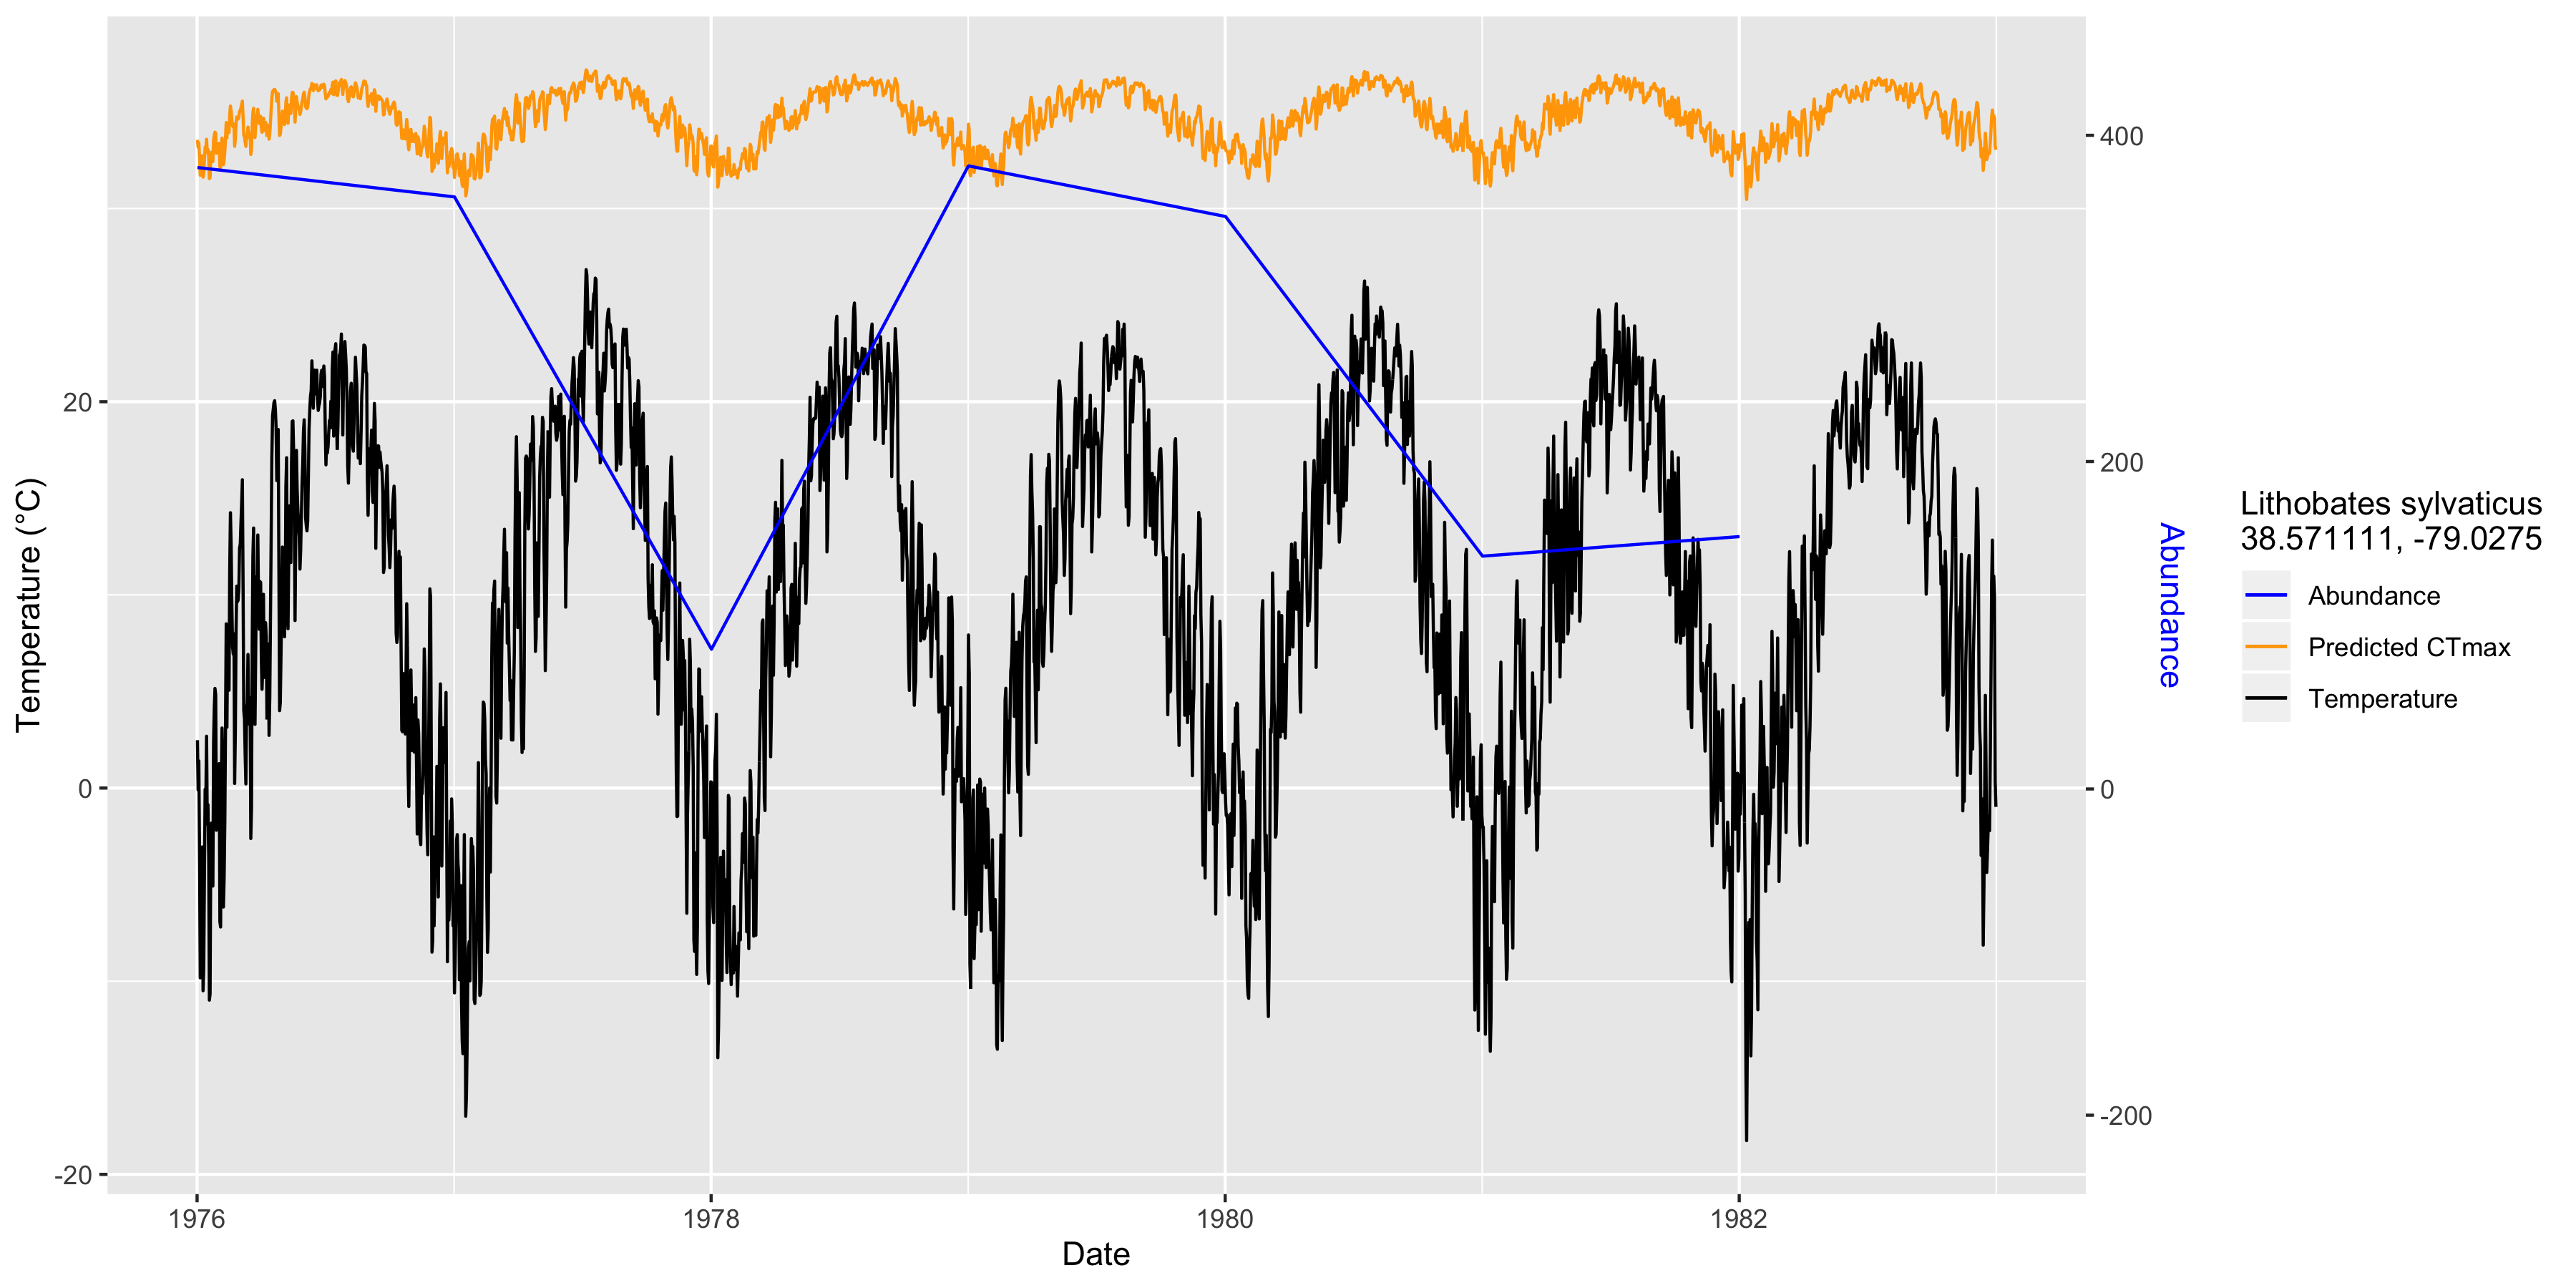 Temperature (°C)
20
0
-20
1976
1978
1980
1982
Date
400
200
0
-200
Abundance
Lithobates sylvaticus
38.571111, -79.0275
Abundance
Predicted CTmax
Temperature